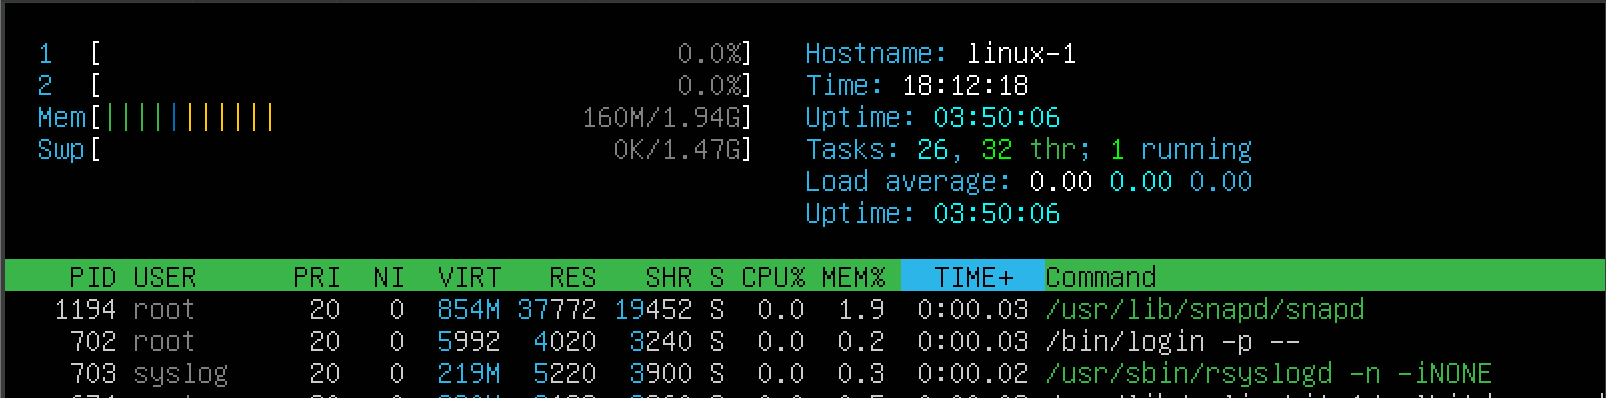 1 [ 0.0%] Hostname: linux-1
2 [ 0.0%] Time: 18:12:18
Mem[|||||||||||160M/1.94G] Uptime: 03:50:06
Swp[ 0K/1.47G] Tasks: 26, 32 thr; 1 running
Load average: 0.00 0.00 0.00
Uptime: 03:50:06
PID USER PRI NI VIRT RES SHR S CPU% MEM% TIME+ Command
1194 root 20 0 854M 37772 19452 S 0.0 1.9 0:00.03 /usr/lib/snapd/snapd
702 root 20 0 5992 4020 3240 S 0.0 0.2 0:00.03 /bin/login -p --
703 syslog 20 0 219M 5220 3900 S 0.0 0.3 0:00.02 /usr/sbin/rsyslogd -n -iNONE